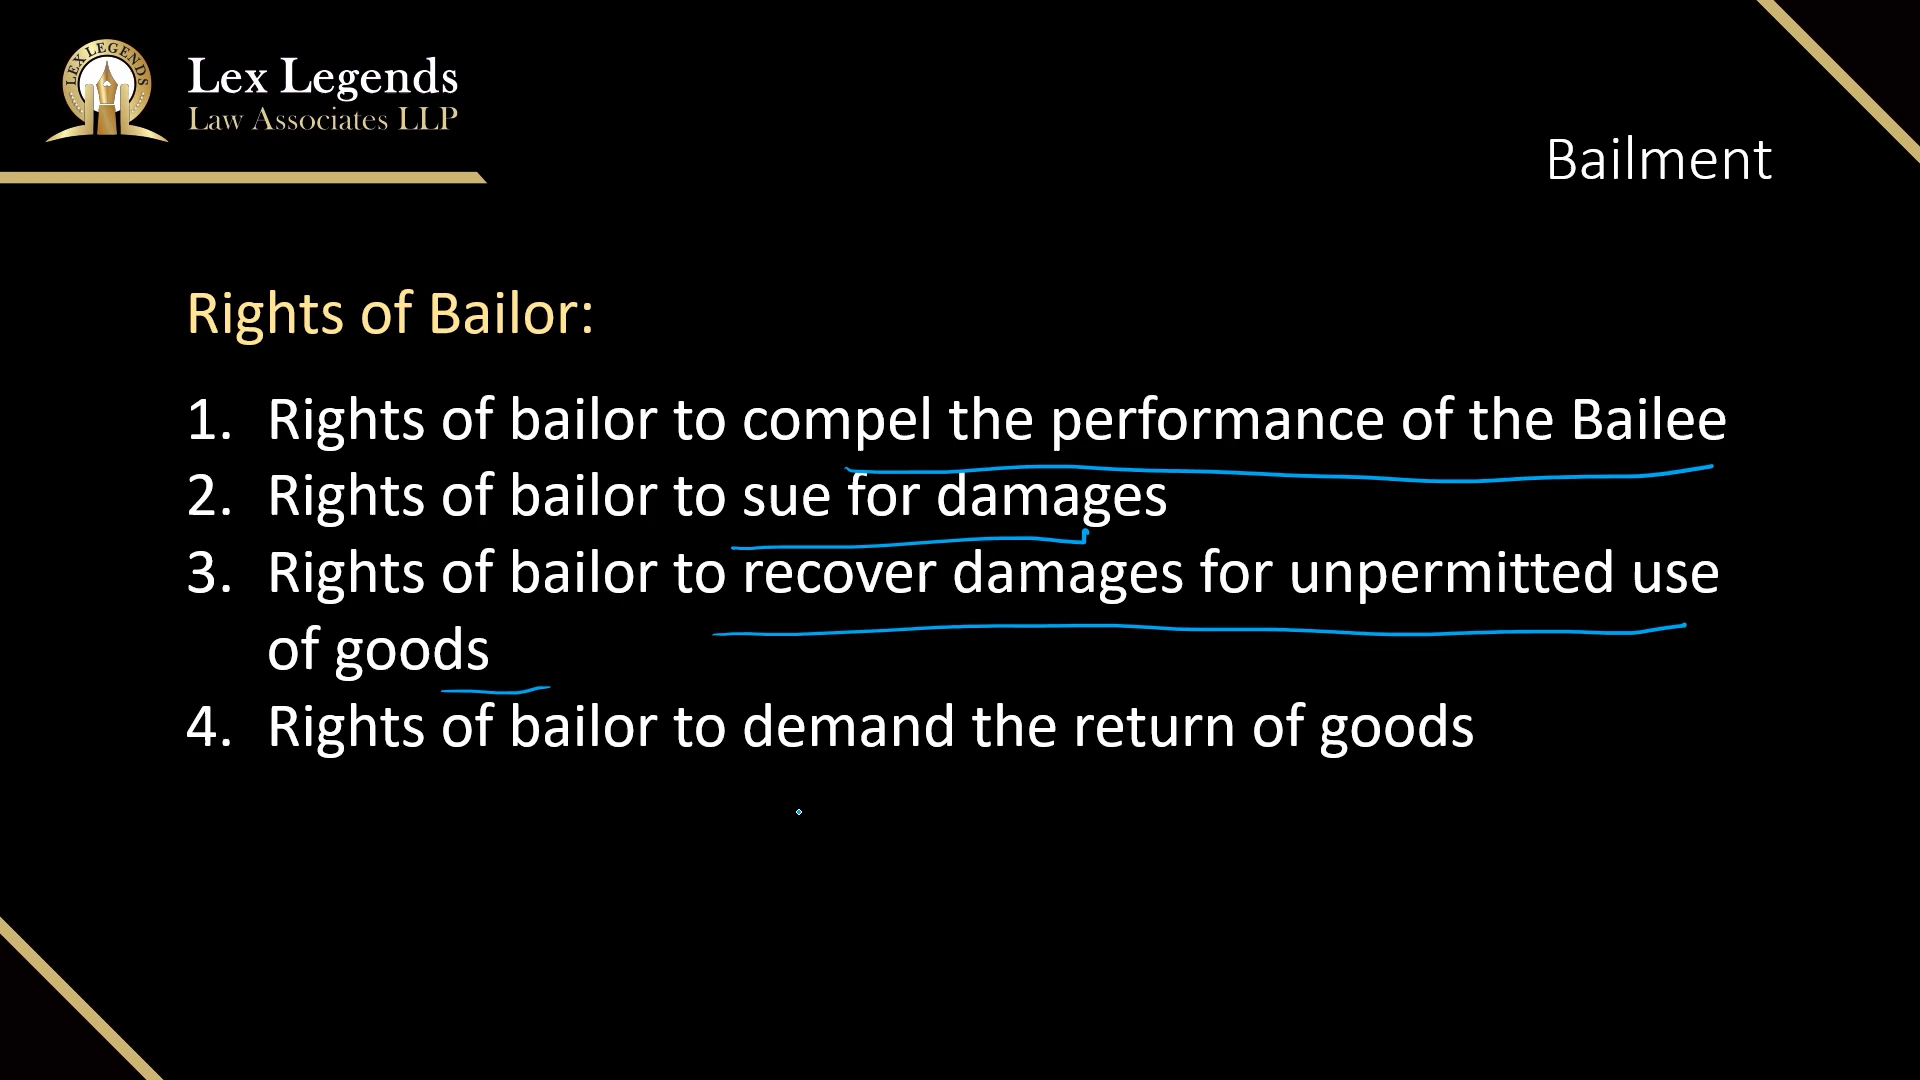 LEX LEGENDS
Lex Legends
Law Associates LLP
Bailment
Rights of Bailor:
1. Rights of bailor to compel the performance of the Bailee
2. Rights of bailor to sue for damages
3. Rights of bailor to recover damages for unpermitted use
of goods
4. Rights of bailor to demand the return of goods